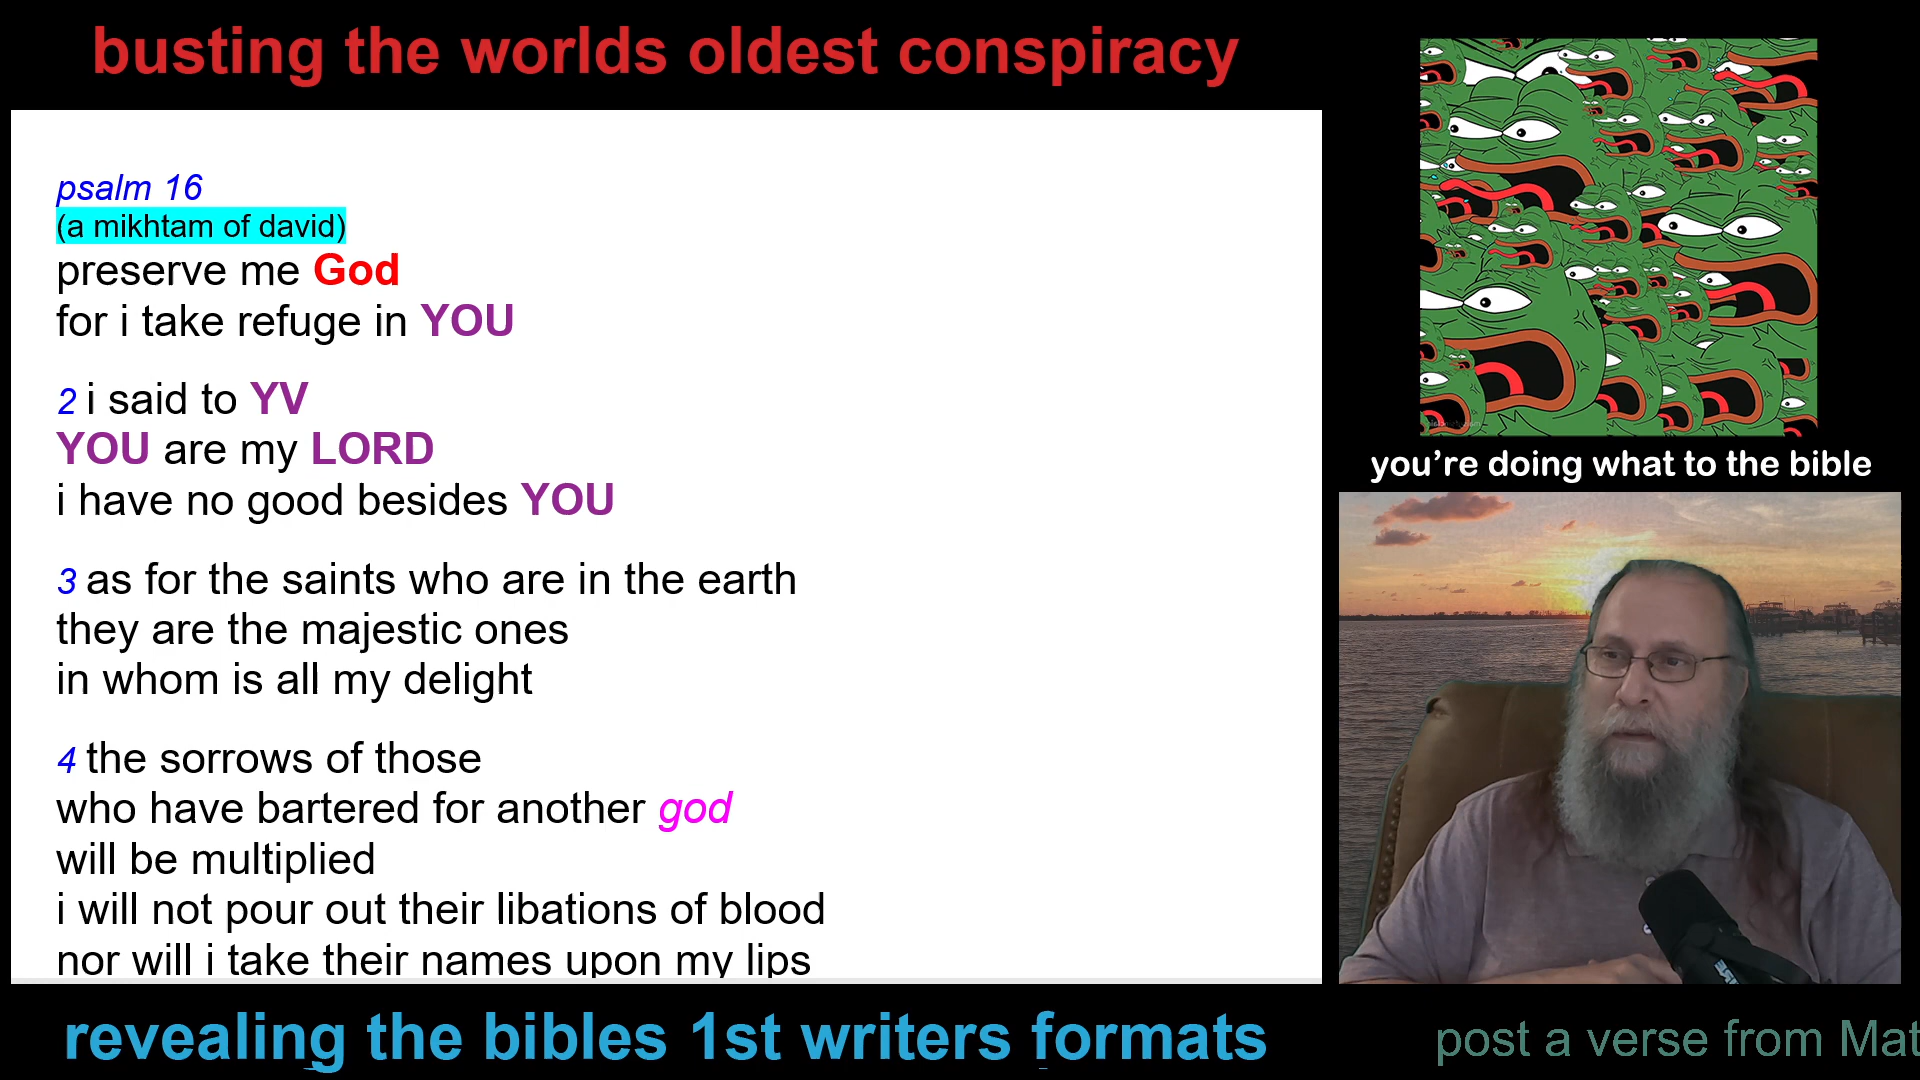 busting the worlds oldest conspiracy
psalm 16
(a mikhtam of david)
preserve me God
for i take refuge in YOU
2 i said to YV
YOU are my LORD
i have no good besides YOU
3 as for the saints who are in the earth
they are the majestic ones
in whom is all my delight
4 the sorrows of those
who have bartered for another god
will be multiplied
i will not pour out their libations of blood
nor will i take their names upon my lips
you're doing what to the bible
revealing the bibles 1st writers formats
post a verse from Mat